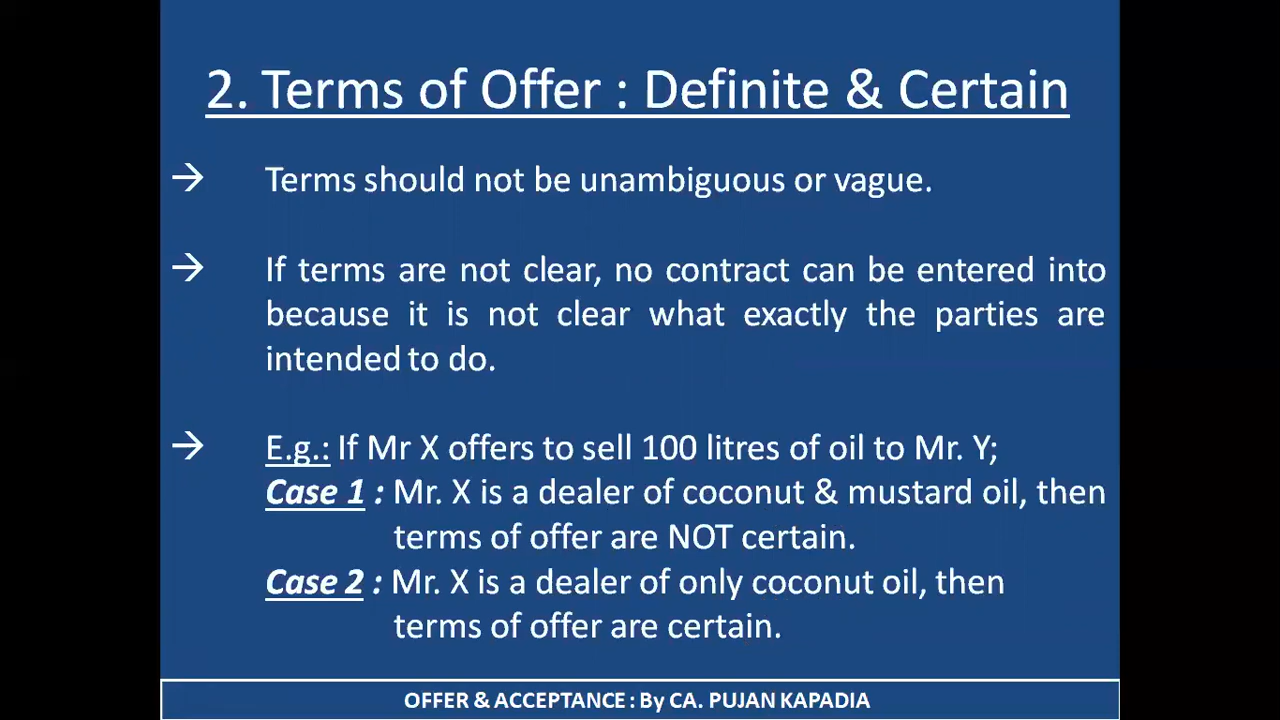 2. Terms of Offer : Definite & Certain
→ Terms should not be unambiguous or vague.
→ If terms are not clear, no contract can be entered into
because it is not clear what exactly the parties are
intended to do.
→ E.g.: If Mr X offers to sell 100 litres of oil to Mr. Y;
Case 1 : Mr. X is a dealer of coconut & mustard oil, then
terms of offer are NOT certain.
Case 2 : Mr. X is a dealer of only coconut oil, then
terms of offer are certain.
OFFER & ACCEPTANCE : By CA. PUJAN KAPADIA